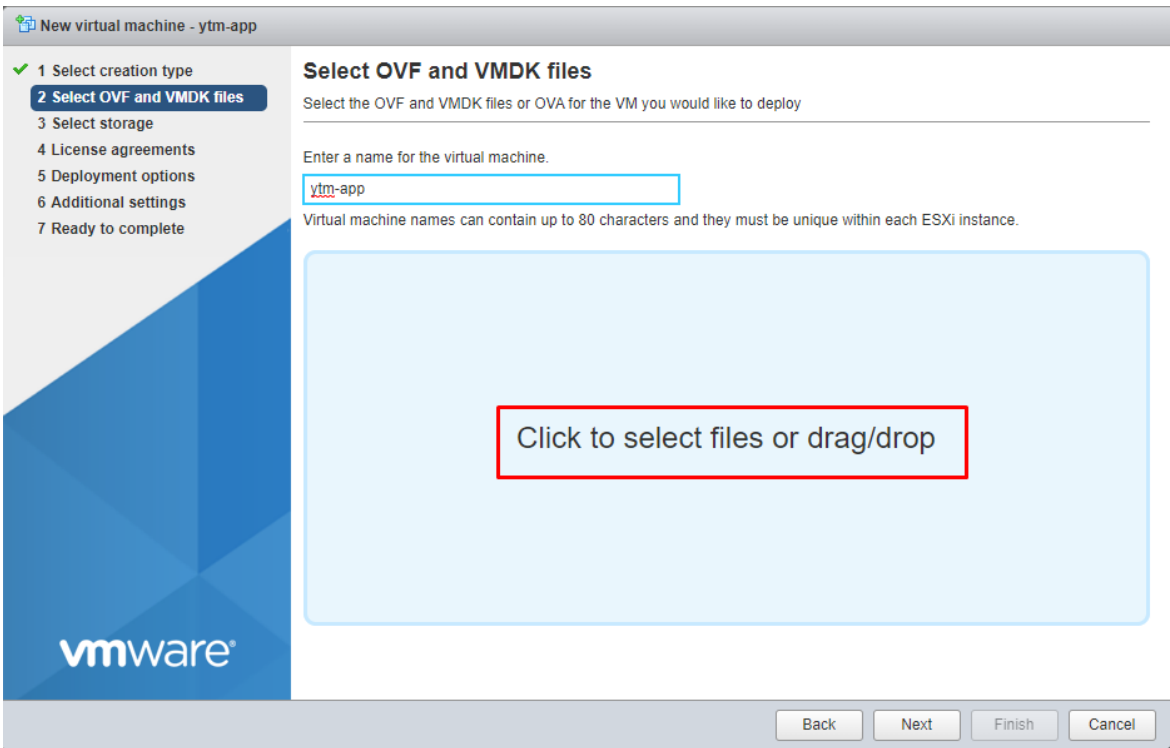 New virtual machine - ytm-app
1 Select creation type
2 Select OVF and VMDK files
3 Select storage
4 License agreements
5 Deployment options
6 Additional settings
7 Ready to complete
vmware®
Select OVF and VMDK files
Select the OVF and VMDK files or OVA for the VM you would like to deploy
Enter a name for the virtual machine.
ytm-app
Virtual machine names can contain up to 80 characters and they must be unique within each ESXi instance.
Click to select files or drag/drop
Back Next Finish Cancel